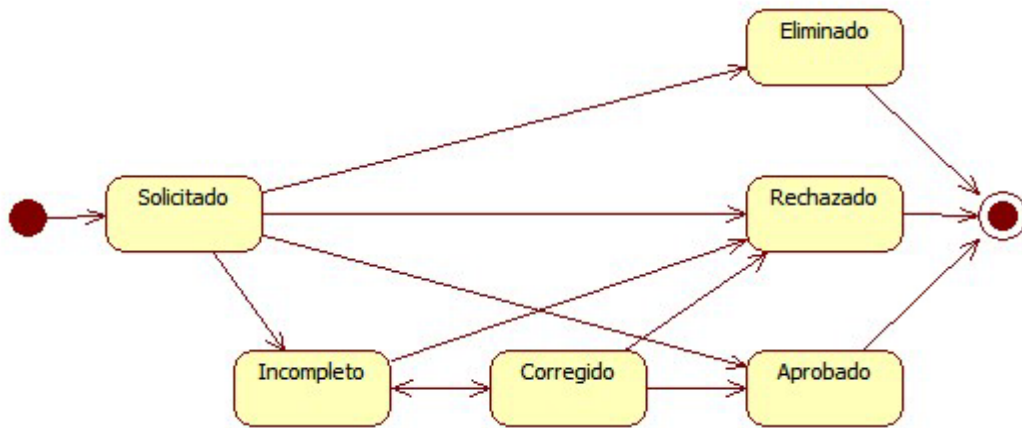 Eliminado
Solicitado
Rechazado
Incompleto
Corregido
Aprobado